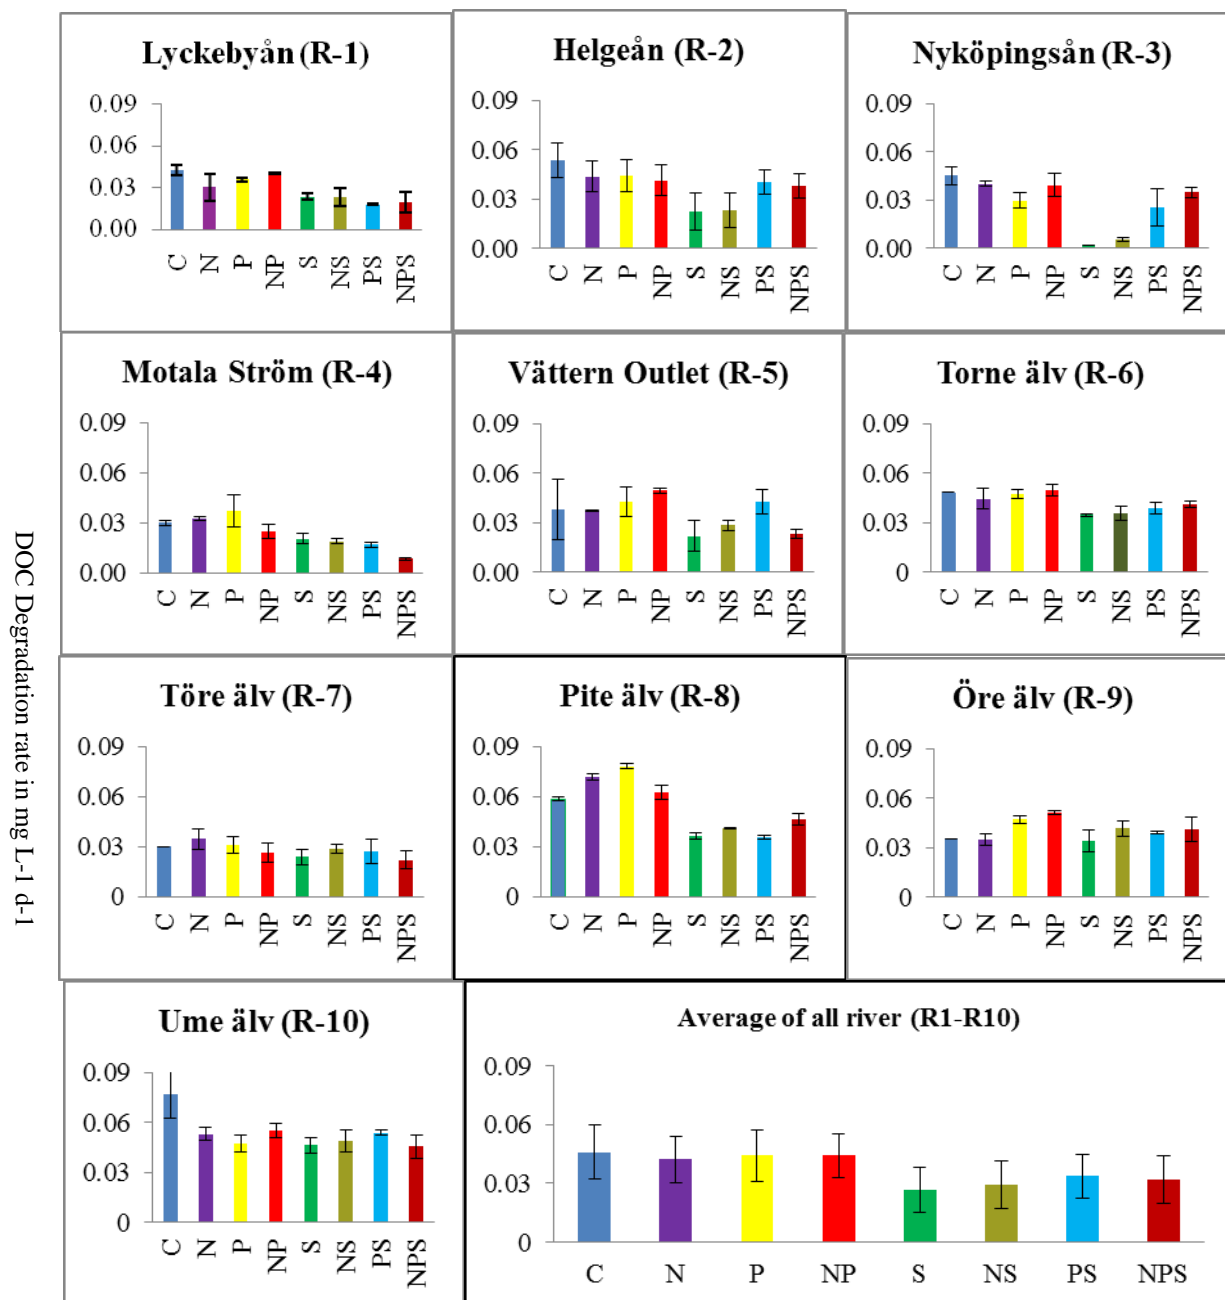 DOC Degradation rate in mg L-1 d-1
Lyckebyån (R-1)
0.09
0.06
0.03
0.00
C N P NP S NS PS NPS
Helgeån (R-2)
0.09
0.06
0.03
0.00
C N P NP S NS PS NPS
Nyköpingsån (R-3)
0.09
0.06
0.03
0.00
C N P NP S NS PS NPS
Motala Ström (R-4)
0.09
0.06
0.03
0.00
C N P NP S NS PS NPS
Vättern Outlet (R-5)
0.09
0.06
0.03
0.00
C N P NP S NS PS NPS
Torne älv (R-6)
0.09
0.06
0.03
0
C N P NP S NS PS NPS
Töre älv (R-7)
0.09
0.06
0.03
0
C N P NP S NS PS NPS
Pite älv (R-8)
0.09
0.06
0.03
0
C N P NP S NS PS NPS
Öre älv (R-9)
0.09
0.06
0.03
0
C N P NP S NS PS NPS
Ume älv (R-10)
0.09
0.06
0.03
0
C N P NP S NS PS NPS
Average of all river (R1-R10)
0.09
0.06
0.03
0
C N P NP S NS PS NPS